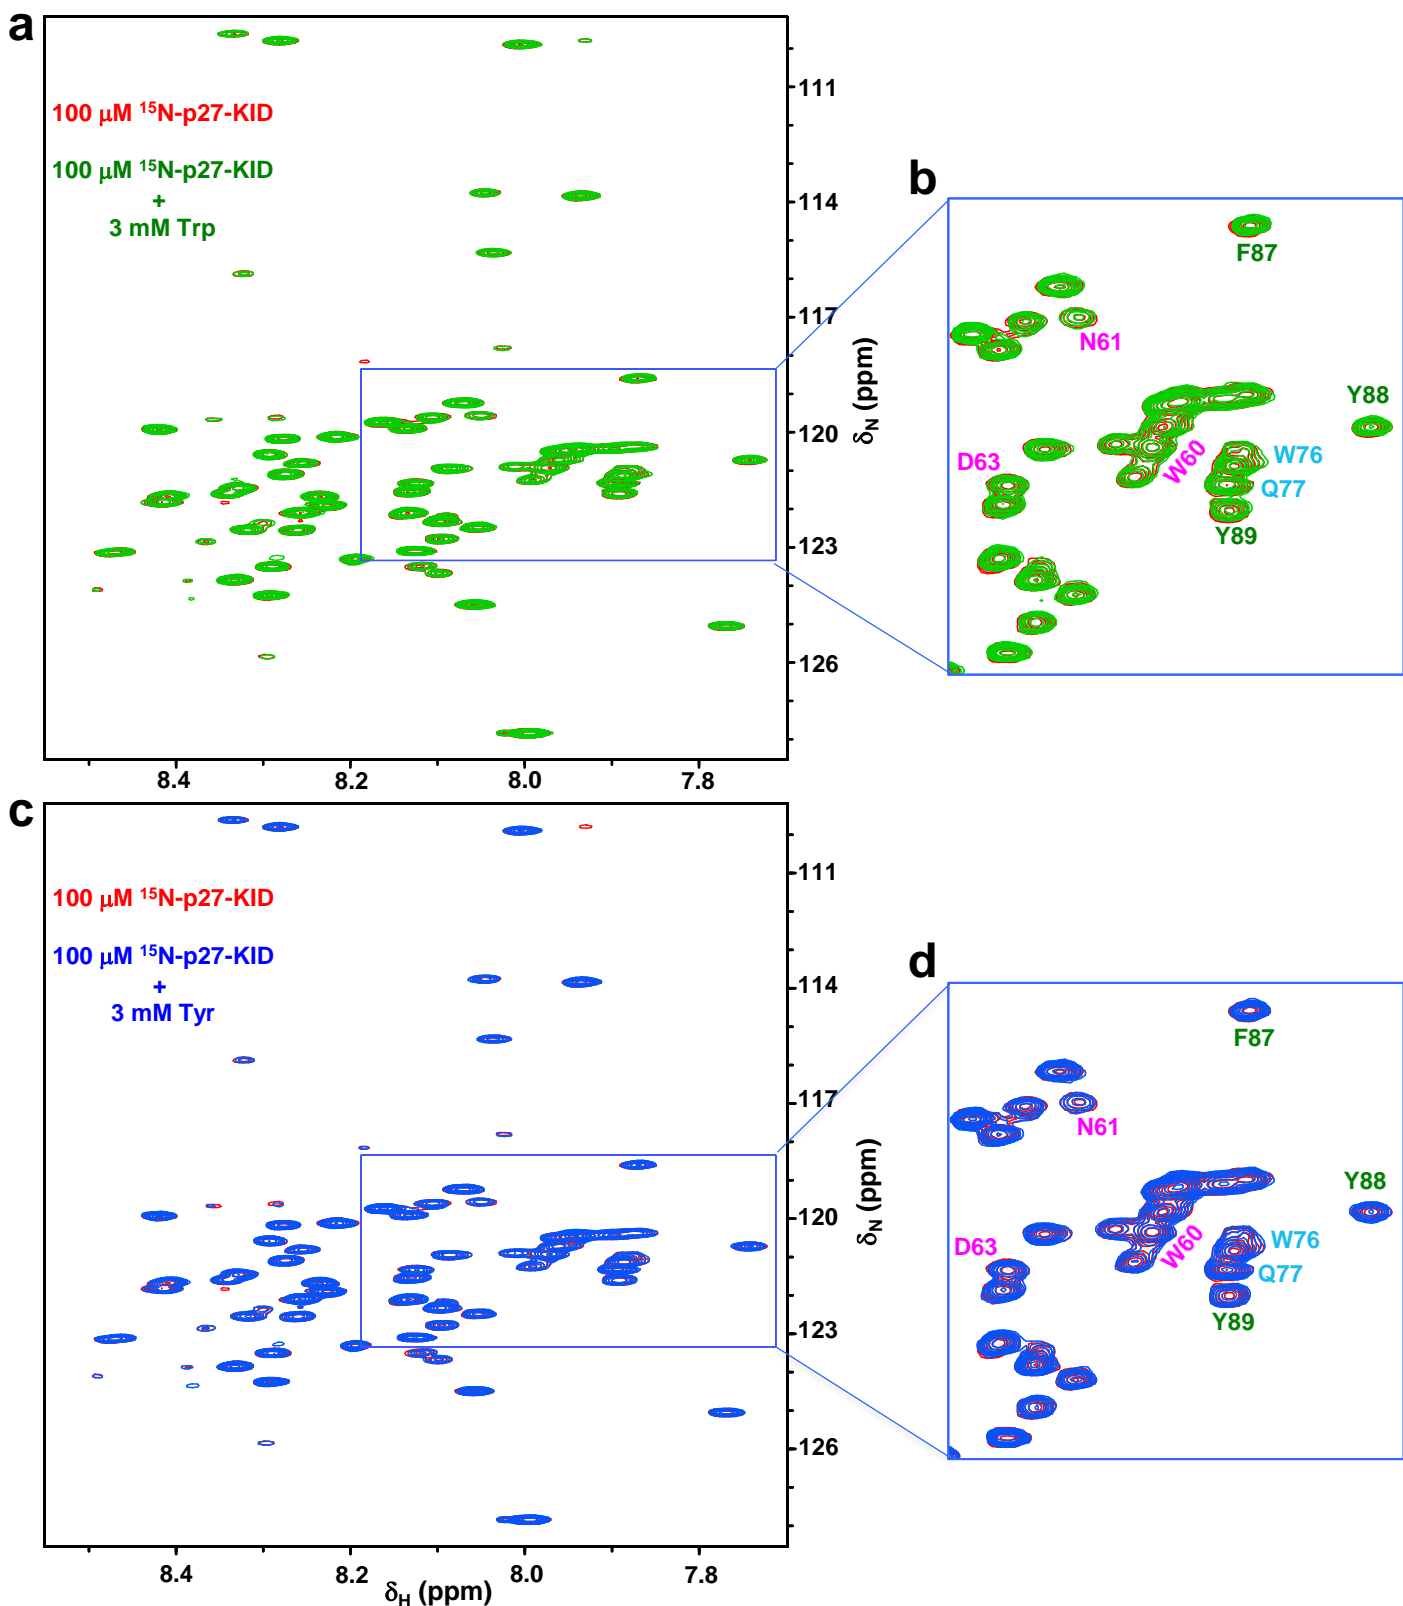 a
100 μM ¹⁵N-p27-KID
100 μM ¹⁵N-p27-KID
+
3 mM Trp
111
114
117
120
123
126
δN (ppm)
8.4
8.2
8.0
7.8
b
F87
N61
Y88
D63
W60
W76
Q77
Y89
c
100 μM ¹⁵N-p27-KID
100 μM ¹⁵N-p27-KID
+
3 mM Tyr
111
114
117
120
123
126
δN (ppm)
8.4
8.2
8.0
7.8
δH (ppm)
d
F87
N61
Y88
D63
W60
W76
Q77
Y89